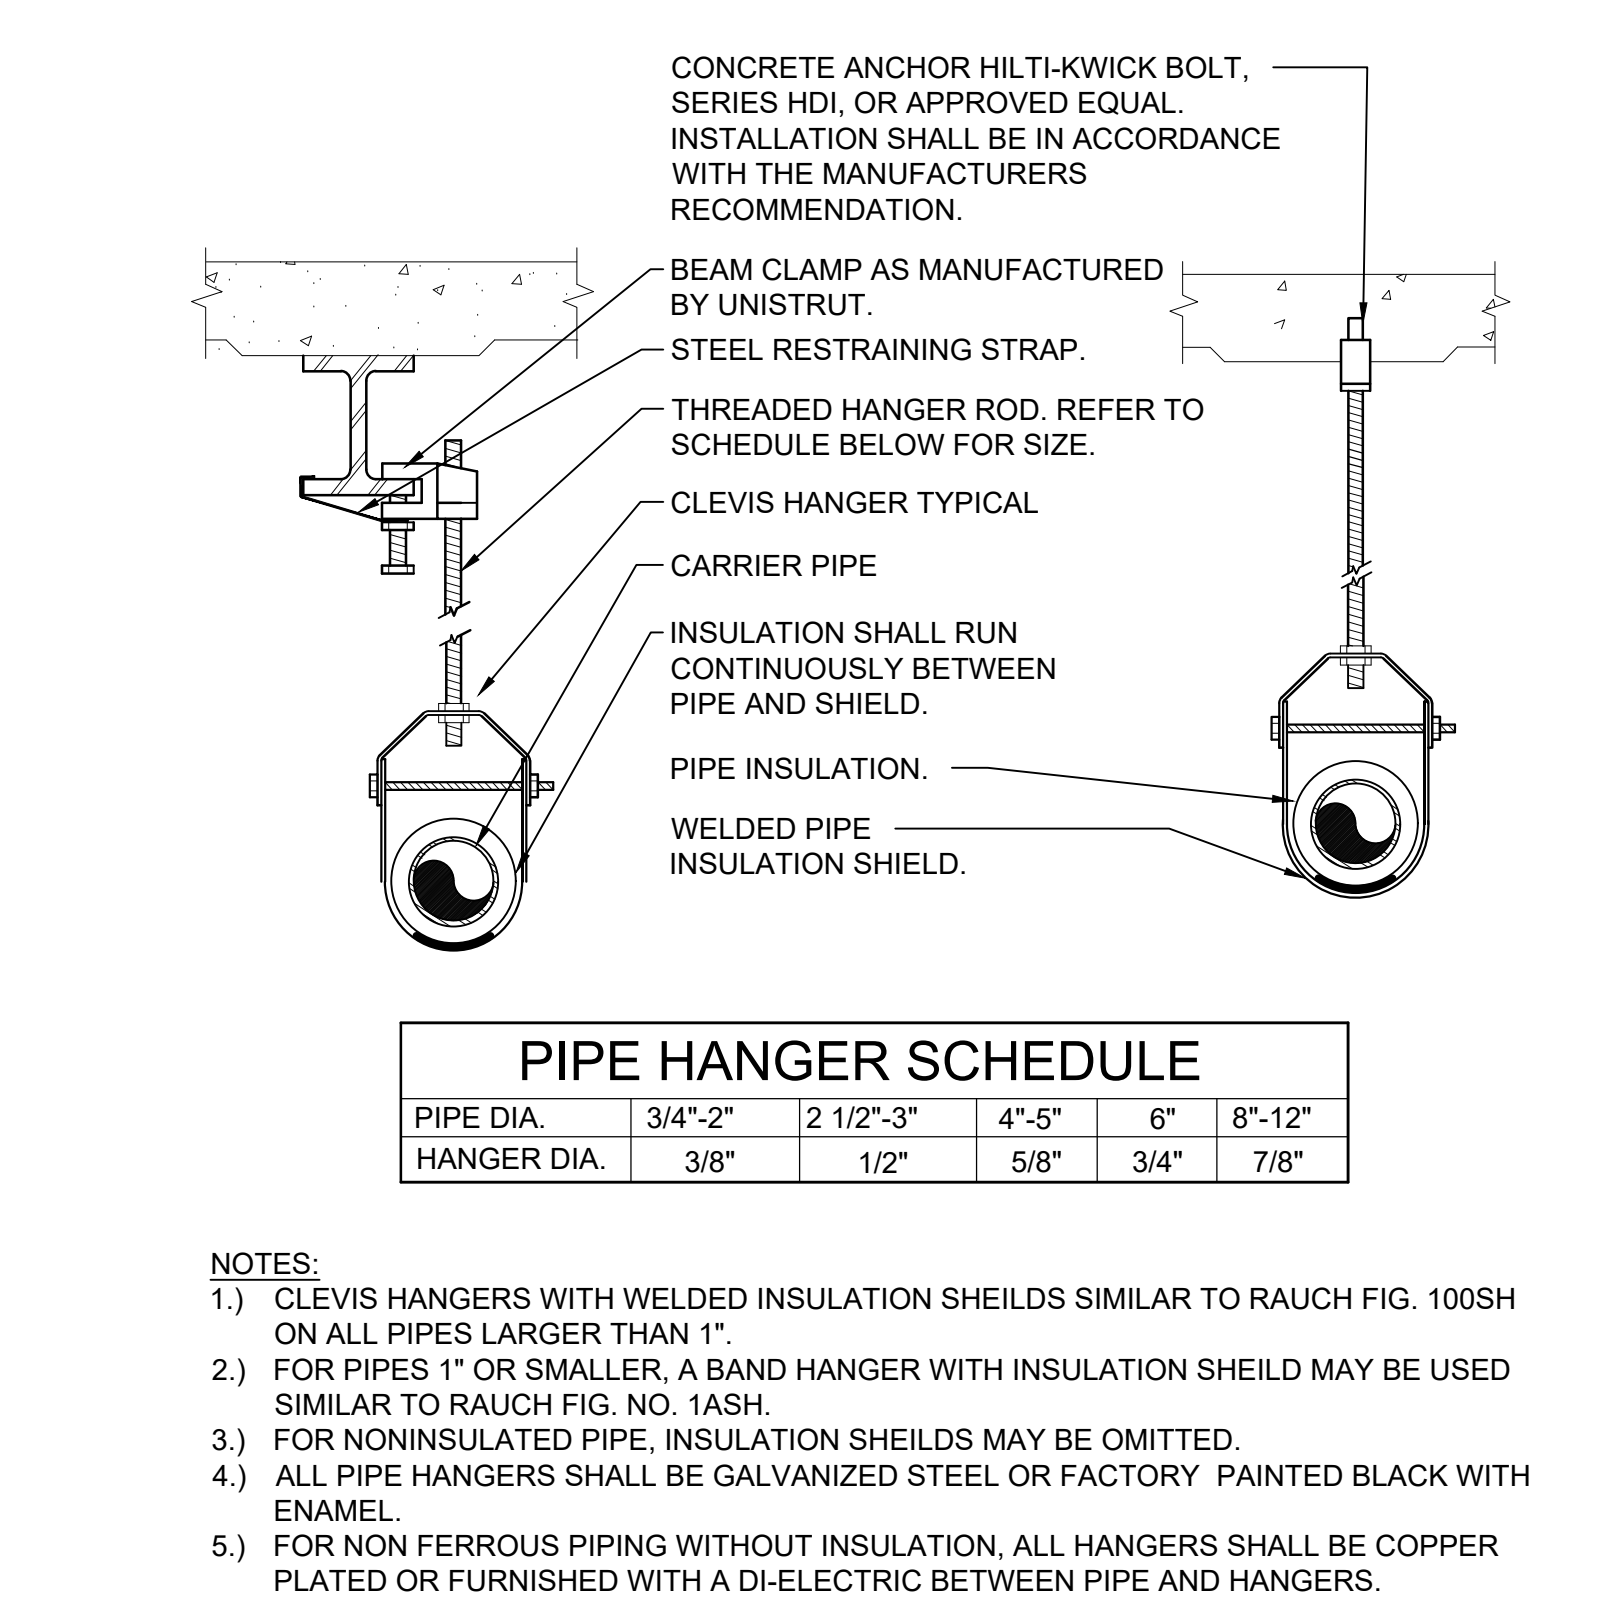 CONCRETE ANCHOR HILTI-KWICK BOLT,
SERIES HDI, OR APPROVED EQUAL.
INSTALLATION SHALL BE IN ACCORDANCE
WITH THE MANUFACTURERS
RECOMMENDATION.
BEAM CLAMP AS MANUFACTURED
BY UNISTRUT.
STEEL RESTRAINING STRAP.
THREADED HANGER ROD. REFER TO
SCHEDULE BELOW FOR SIZE.
CLEVIS HANGER TYPICAL
CARRIER PIPE
INSULATION SHALL RUN
CONTINUOUSLY BETWEEN
PIPE AND SHIELD.
PIPE INSULATION.
WELDED PIPE
INSULATION SHIELD.
PIPE HANGER SCHEDULE
PIPE DIA. 3/4"-2" 2 1/2"-3" 4"-5" 6" 8"-12"
HANGER DIA. 3/8" 1/2" 5/8" 3/4" 7/8"
NOTES:
1.) CLEVIS HANGERS WITH WELDED INSULATION SHEILDS SIMILAR TO RAUCH FIG. 100SH
ON ALL PIPES LARGER THAN 1".
2.) FOR PIPES 1" OR SMALLER, A BAND HANGER WITH INSULATION SHEILD MAY BE USED
SIMILAR TO RAUCH FIG. NO. 1ASH.
3.) FOR NONINSULATED PIPE, INSULATION SHEILDS MAY BE OMITTED.
4.) ALL PIPE HANGERS SHALL BE GALVANIZED STEEL OR FACTORY PAINTED BLACK WITH
ENAMEL.
5.) FOR NON FERROUS PIPING WITHOUT INSULATION, ALL HANGERS SHALL BE COPPER
PLATED OR FURNISHED WITH A DI-ELECTRIC BETWEEN PIPE AND HANGERS.